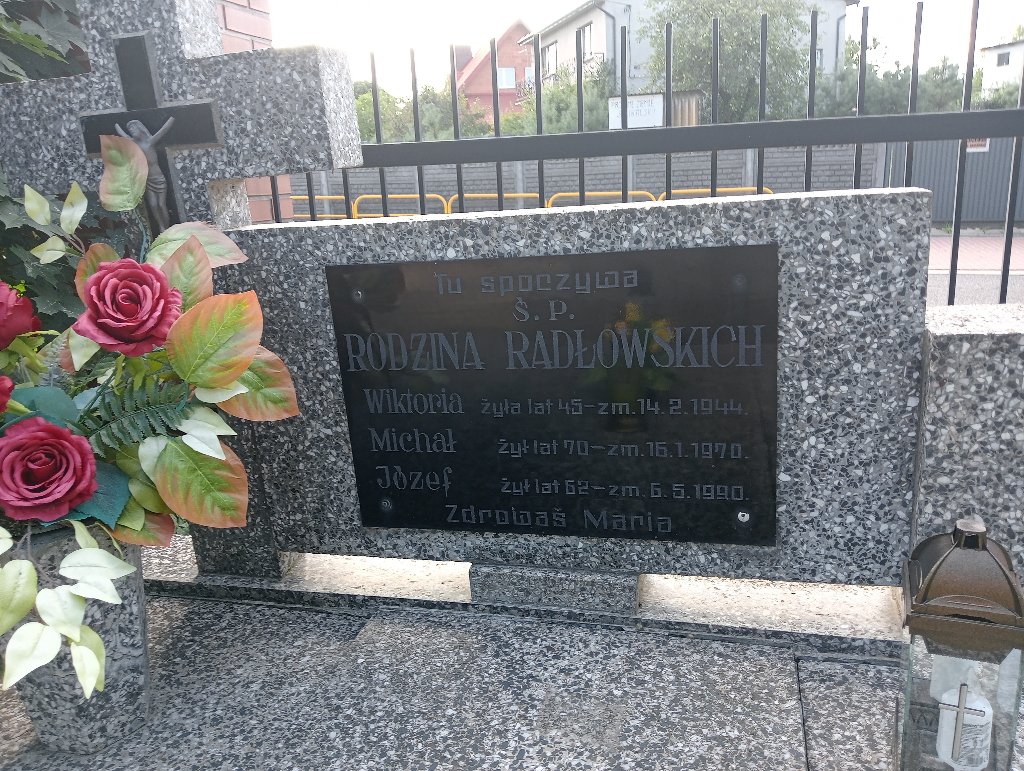 Tu spoczywa
Ś. P.
RODZINA RADŁOWSKICH
Wiktoria żyła lat 45 – zm. 14. 2. 1944.
Michał żył lat 70 – zm. 16. 1. 1970.
Józef żył lat 62 – zm. 6. 5. 1990.
Zdrowaś Maria